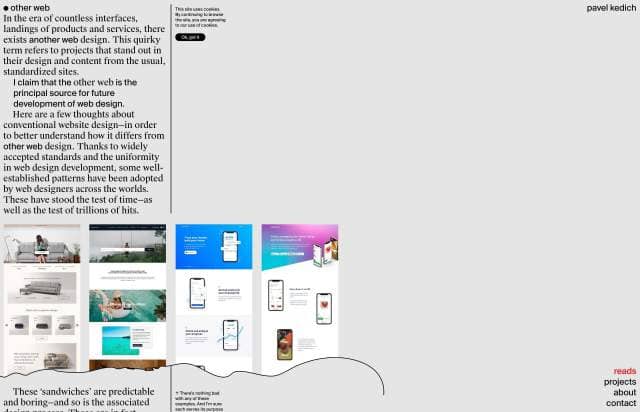 other web
In the era of countless interfaces,
landings of products and services, there
exists another web design. This quirky
term refers to projects that stand out in
their design and content from the usual,
standardized sites.
I claim that the other web is the
principal source for future
development of web design.
Here are a few thoughts about
conventional website design—in order
to better understand how it differs from
other web design. Thanks to widely
accepted standards and the uniformity
in web design development, some well-
established patterns have been adopted
by web designers across the worlds.
These have stood the test of time—as
well as the test of trillions of hits.
This site uses cookies.
By continuing to browse
the site, you are agreeing
to our use of cookies.
Ok, got it
pavel kedich
These ‘sandwiches’ are predictable
and boring—and so is the associated
There's nothing bad
with any of these
examples. And I'm sure
each serves its purpose
reads
projects
about
contact